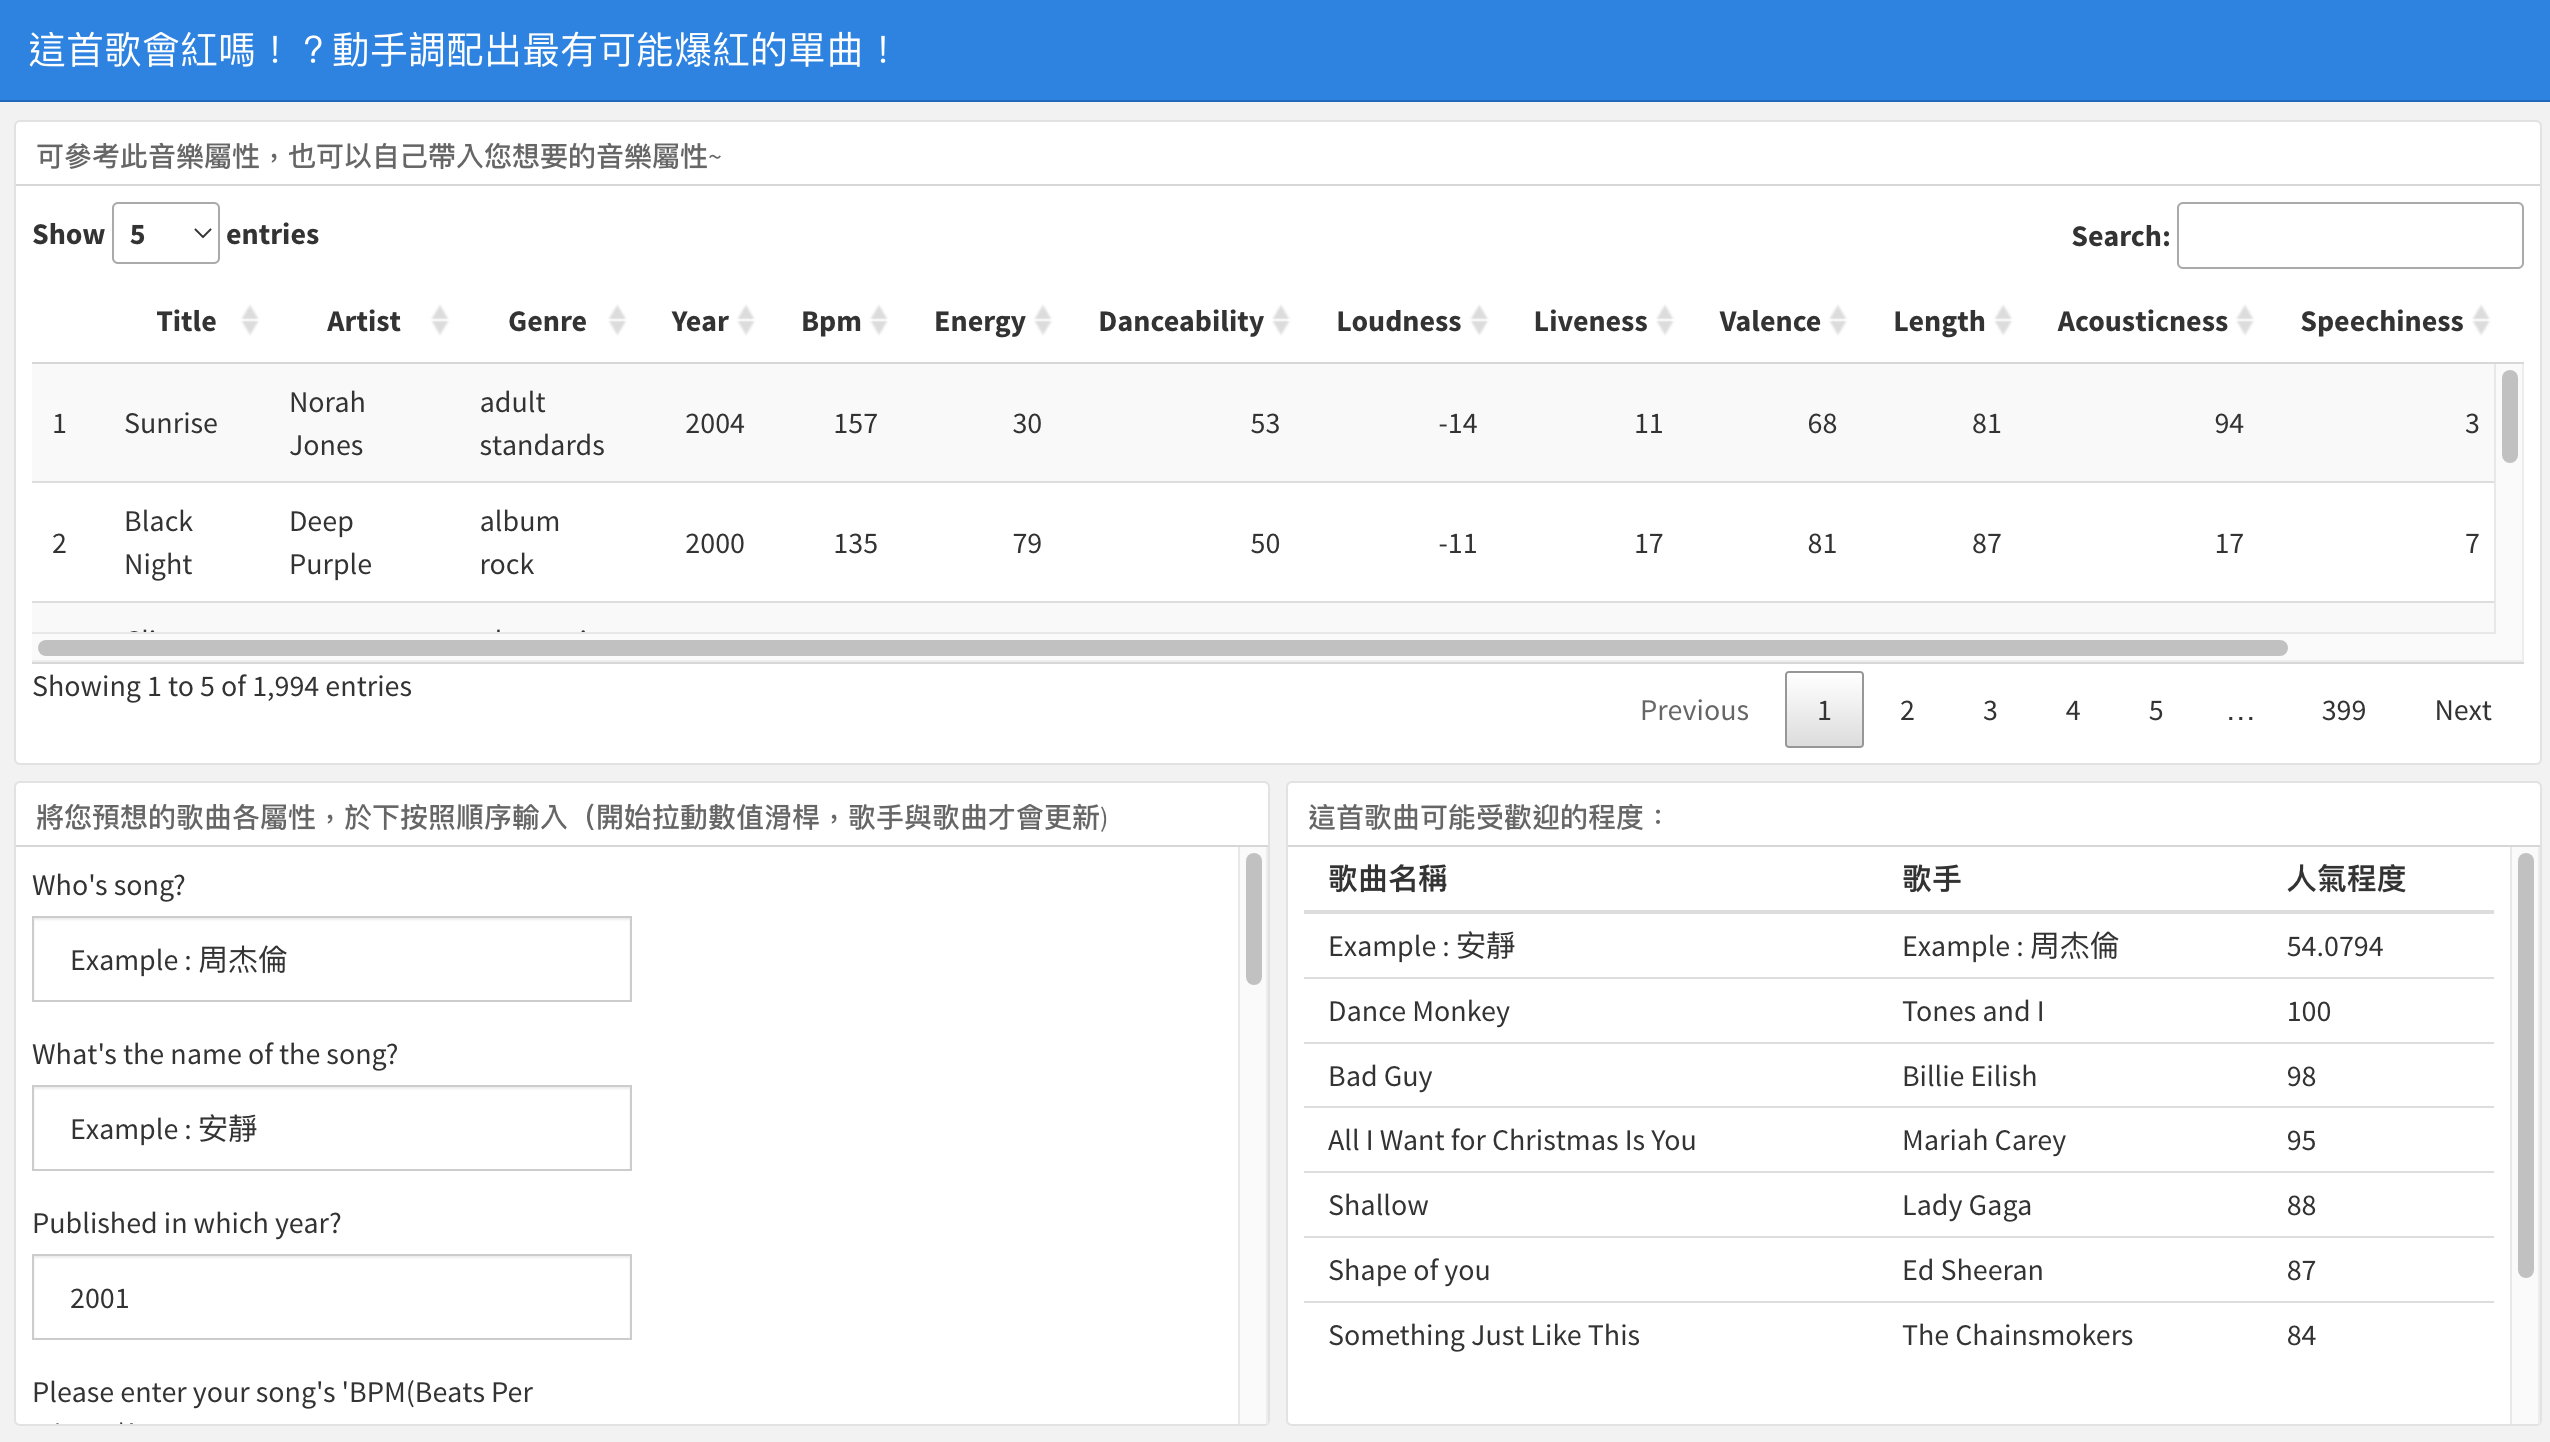 這首歌會紅嗎！？動手調配出最有可能爆紅的單曲！
可參考此音樂屬性，也可以自己帶入您想要的音樂屬性~
Show 5 entries Search:
Title Artist Genre Year Bpm Energy Danceability Loudness Liveness Valence Length Acousticness Speechiness
1 Sunrise Norah Jones adult standards 2004 157 30 53 -14 11 68 81 94 3
2 Black Night Deep Purple album rock 2000 135 79 50 -11 17 81 87 17 7
Showing 1 to 5 of 1,994 entries
Previous 1 2 3 4 5 … 399 Next
將您預想的歌曲各屬性，於下按照順序輸入（開始拉動數值滑桿，歌手與歌曲才會更新)
Who's song?
Example : 周杰倫
What's the name of the song?
Example : 安靜
Published in which year?
2001
Please enter your song's 'BPM(Beats Per
這首歌曲可能受歡迎的程度：
歌曲名稱 歌手 人氣程度
Example : 安靜 Example : 周杰倫 54.0794
Dance Monkey Tones and I 100
Bad Guy Billie Eilish 98
All I Want for Christmas Is You Mariah Carey 95
Shallow Lady Gaga 88
Shape of you Ed Sheeran 87
Something Just Like This The Chainsmokers 84